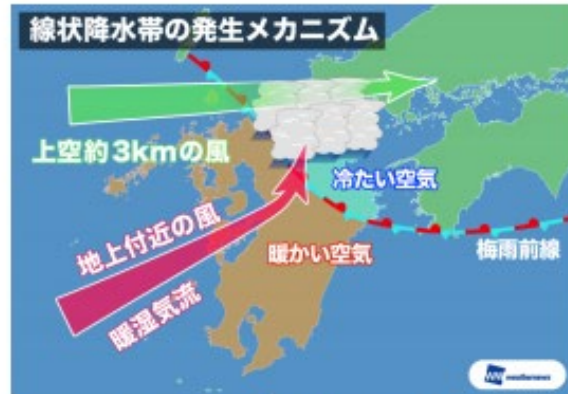 線状降水帯の発生メカニズム
上空約3kmの風
冷たい空気
地上付近の風
暖かい空気
梅雨前線
暖湿気流
weathernews